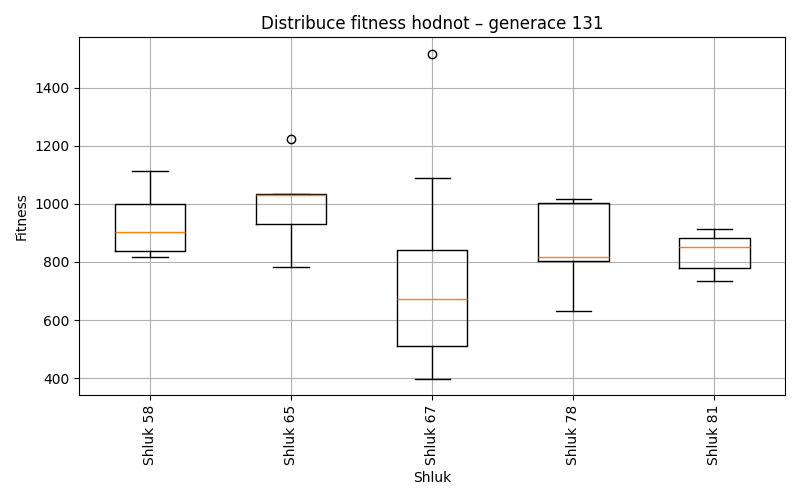 Distribuce fitness hodnot – generace 131
Fitness
1400
1200
1000
800
600
400
Shluk 58
Shluk 65
Shluk 67
Shluk 78
Shluk 81
Shluk